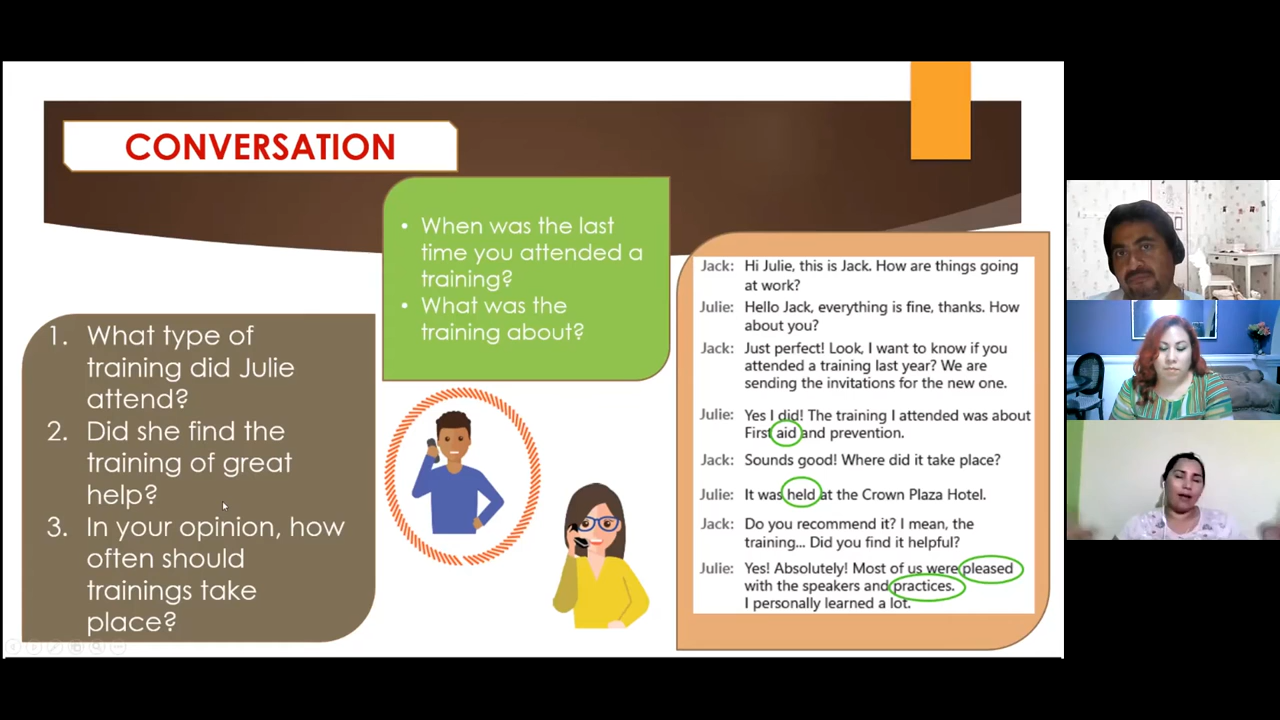 CONVERSATION
• When was the last
time you attended a
training?
• What was the
training about?
1. What type of
training did Julie
attend?
2. Did she find the
training of great
help?
3. In your opinion, how
often should
trainings take
place?
Jack: Hi Julie, this is Jack. How are things going
at work?
Julie: Hello Jack, everything is fine, thanks. How
about you?
Jack: Just perfect! Look, I want to know if you
attended a training last year? We are
sending the invitations for the new one.
Julie: Yes I did! The training I attended was about
First aid and prevention.
Jack: Sounds good! Where did it take place?
Julie: It was held at the Crown Plaza Hotel.
Jack: Do you recommend it? I mean, the
training... Did you find it helpful?
Julie: Yes! Absolutely! Most of us were pleased
with the speakers and practices.
I personally learned a lot.